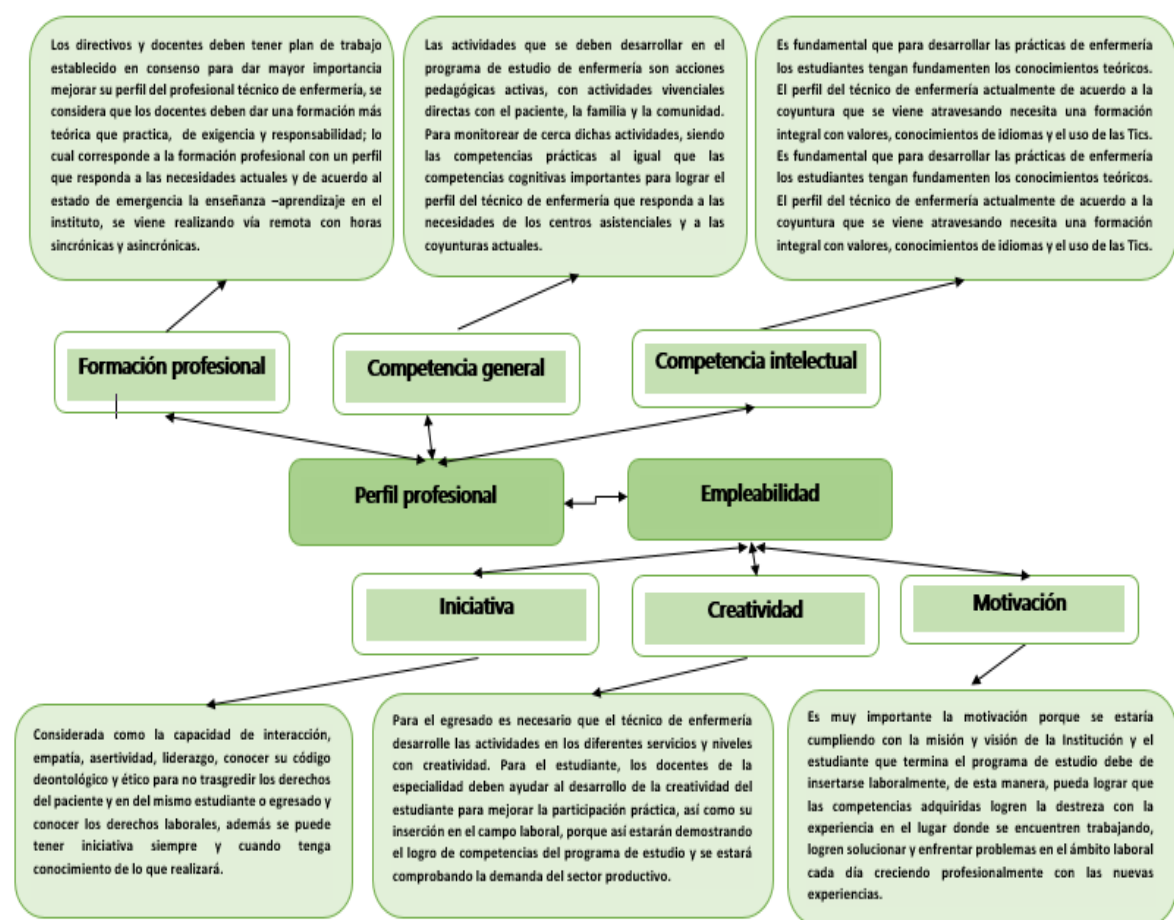 Los directivos y docentes deben tener plan de trabajo
establecido en consenso para dar mayor importancia
mejorar su perfil del profesional técnico de enfermería, se
considera que los docentes deben dar una formación más
teórica que practica, de exigencia y responsabilidad; lo
cual corresponde a la formación profesional con un perfil
que responda a las necesidades actuales y de acuerdo al
estado de emergencia la enseñanza –aprendizaje en el
instituto, se viene realizando vía remota con horas
sincrónicas y asincrónicas.
Las actividades que se deben desarrollar en el
programa de estudio de enfermería son acciones
pedagógicas activas, con actividades vivenciales
directas con el paciente, la familia y la comunidad.
Para monitorear de cerca dichas actividades, siendo
las competencias prácticas al igual que las
competencias cognitivas importantes para lograr el
perfil del técnico de enfermería que responda a las
necesidades de los centros asistenciales y a las
coyunturas actuales.
Es fundamental que para desarrollar las prácticas de enfermería
los estudiantes tengan fundamenten los conocimientos teóricos.
El perfil del técnico de enfermería actualmente de acuerdo a la
coyuntura que se viene atravesando necesita una formación
integral con valores, conocimientos de idiomas y el uso de las Tics.
Es fundamental que para desarrollar las prácticas de enfermería
los estudiantes tengan fundamenten los conocimientos teóricos.
El perfil del técnico de enfermería actualmente de acuerdo a la
coyuntura que se viene atravesando necesita una formación
integral con valores, conocimientos de idiomas y el uso de las Tics.
Formación profesional
Competencia general
Competencia intelectual
Perfil profesional
Empleabilidad
Iniciativa
Creatividad
Motivación
Considerada como la capacidad de interacción,
empatía, asertividad, liderazgo, conocer su código
deontológico y ético para no trasgredir los derechos
del paciente y en del mismo estudiante o egresado y
conocer los derechos laborales, además se puede
tener iniciativa siempre y cuando tenga
conocimiento de lo que realizará.
Para el egresado es necesario que el técnico de enfermería
desarrolle las actividades en los diferentes servicios y niveles
con creatividad. Para el estudiante, los docentes de la
especialidad deben ayudar al desarrollo de la creatividad del
estudiante para mejorar la participación práctica, así como su
inserción en el campo laboral, porque así estarán demostrando
el logro de competencias del programa de estudio y se estará
comprobando la demanda del sector productivo.
Es muy importante la motivación porque se estaría
cumpliendo con la misión y visión de la Institución y el
estudiante que termina el programa de estudio debe de
insertarse laboralmente, de esta manera, pueda lograr que
las competencias adquiridas logren la destreza con la
experiencia en el lugar donde se encuentren trabajando,
logren solucionar y enfrentar problemas en el ámbito laboral
cada día creciendo profesionalmente con las nuevas
experiencias.